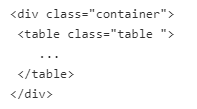 <div class="container">
 <table class="table ">
    ...
 </table>
</div>